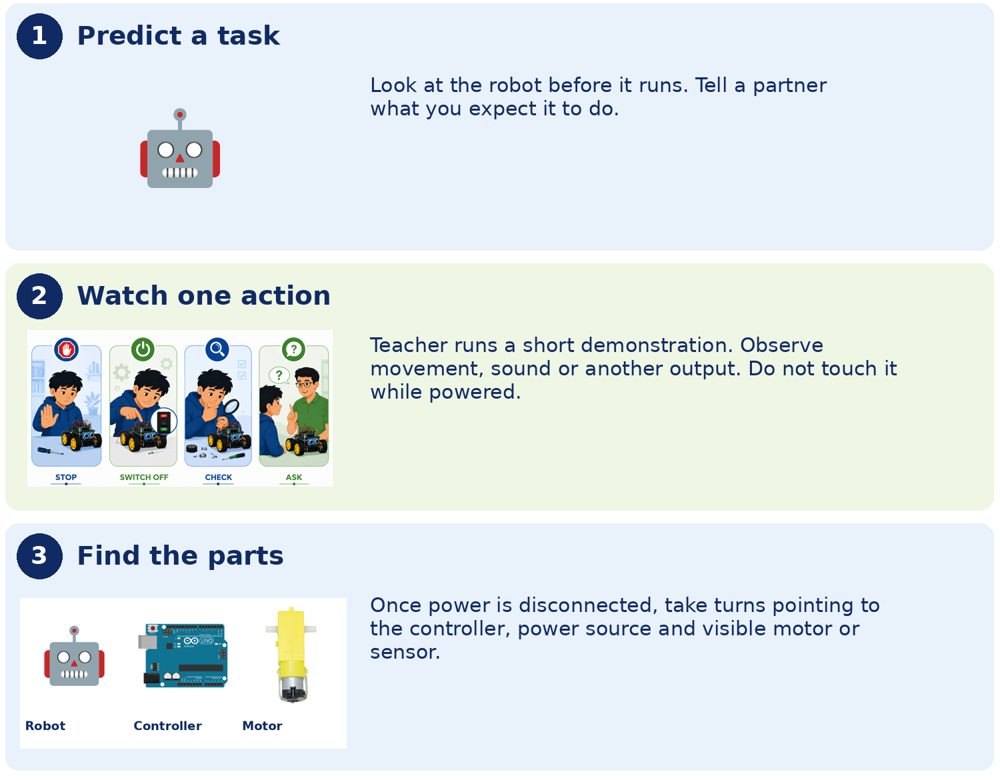 1 Predict a task
Look at the robot before it runs. Tell a partner
what you expect it to do.
2 Watch one action
Teacher runs a short demonstration. Observe
movement, sound or another output. Do not touch it
while powered.
?
?
STOP
SWITCH OFF
CHECK
ASK
3 Find the parts
Once power is disconnected, take turns pointing to
the controller, power source and visible motor or
sensor.
UNO
Robot
Controller
Motor